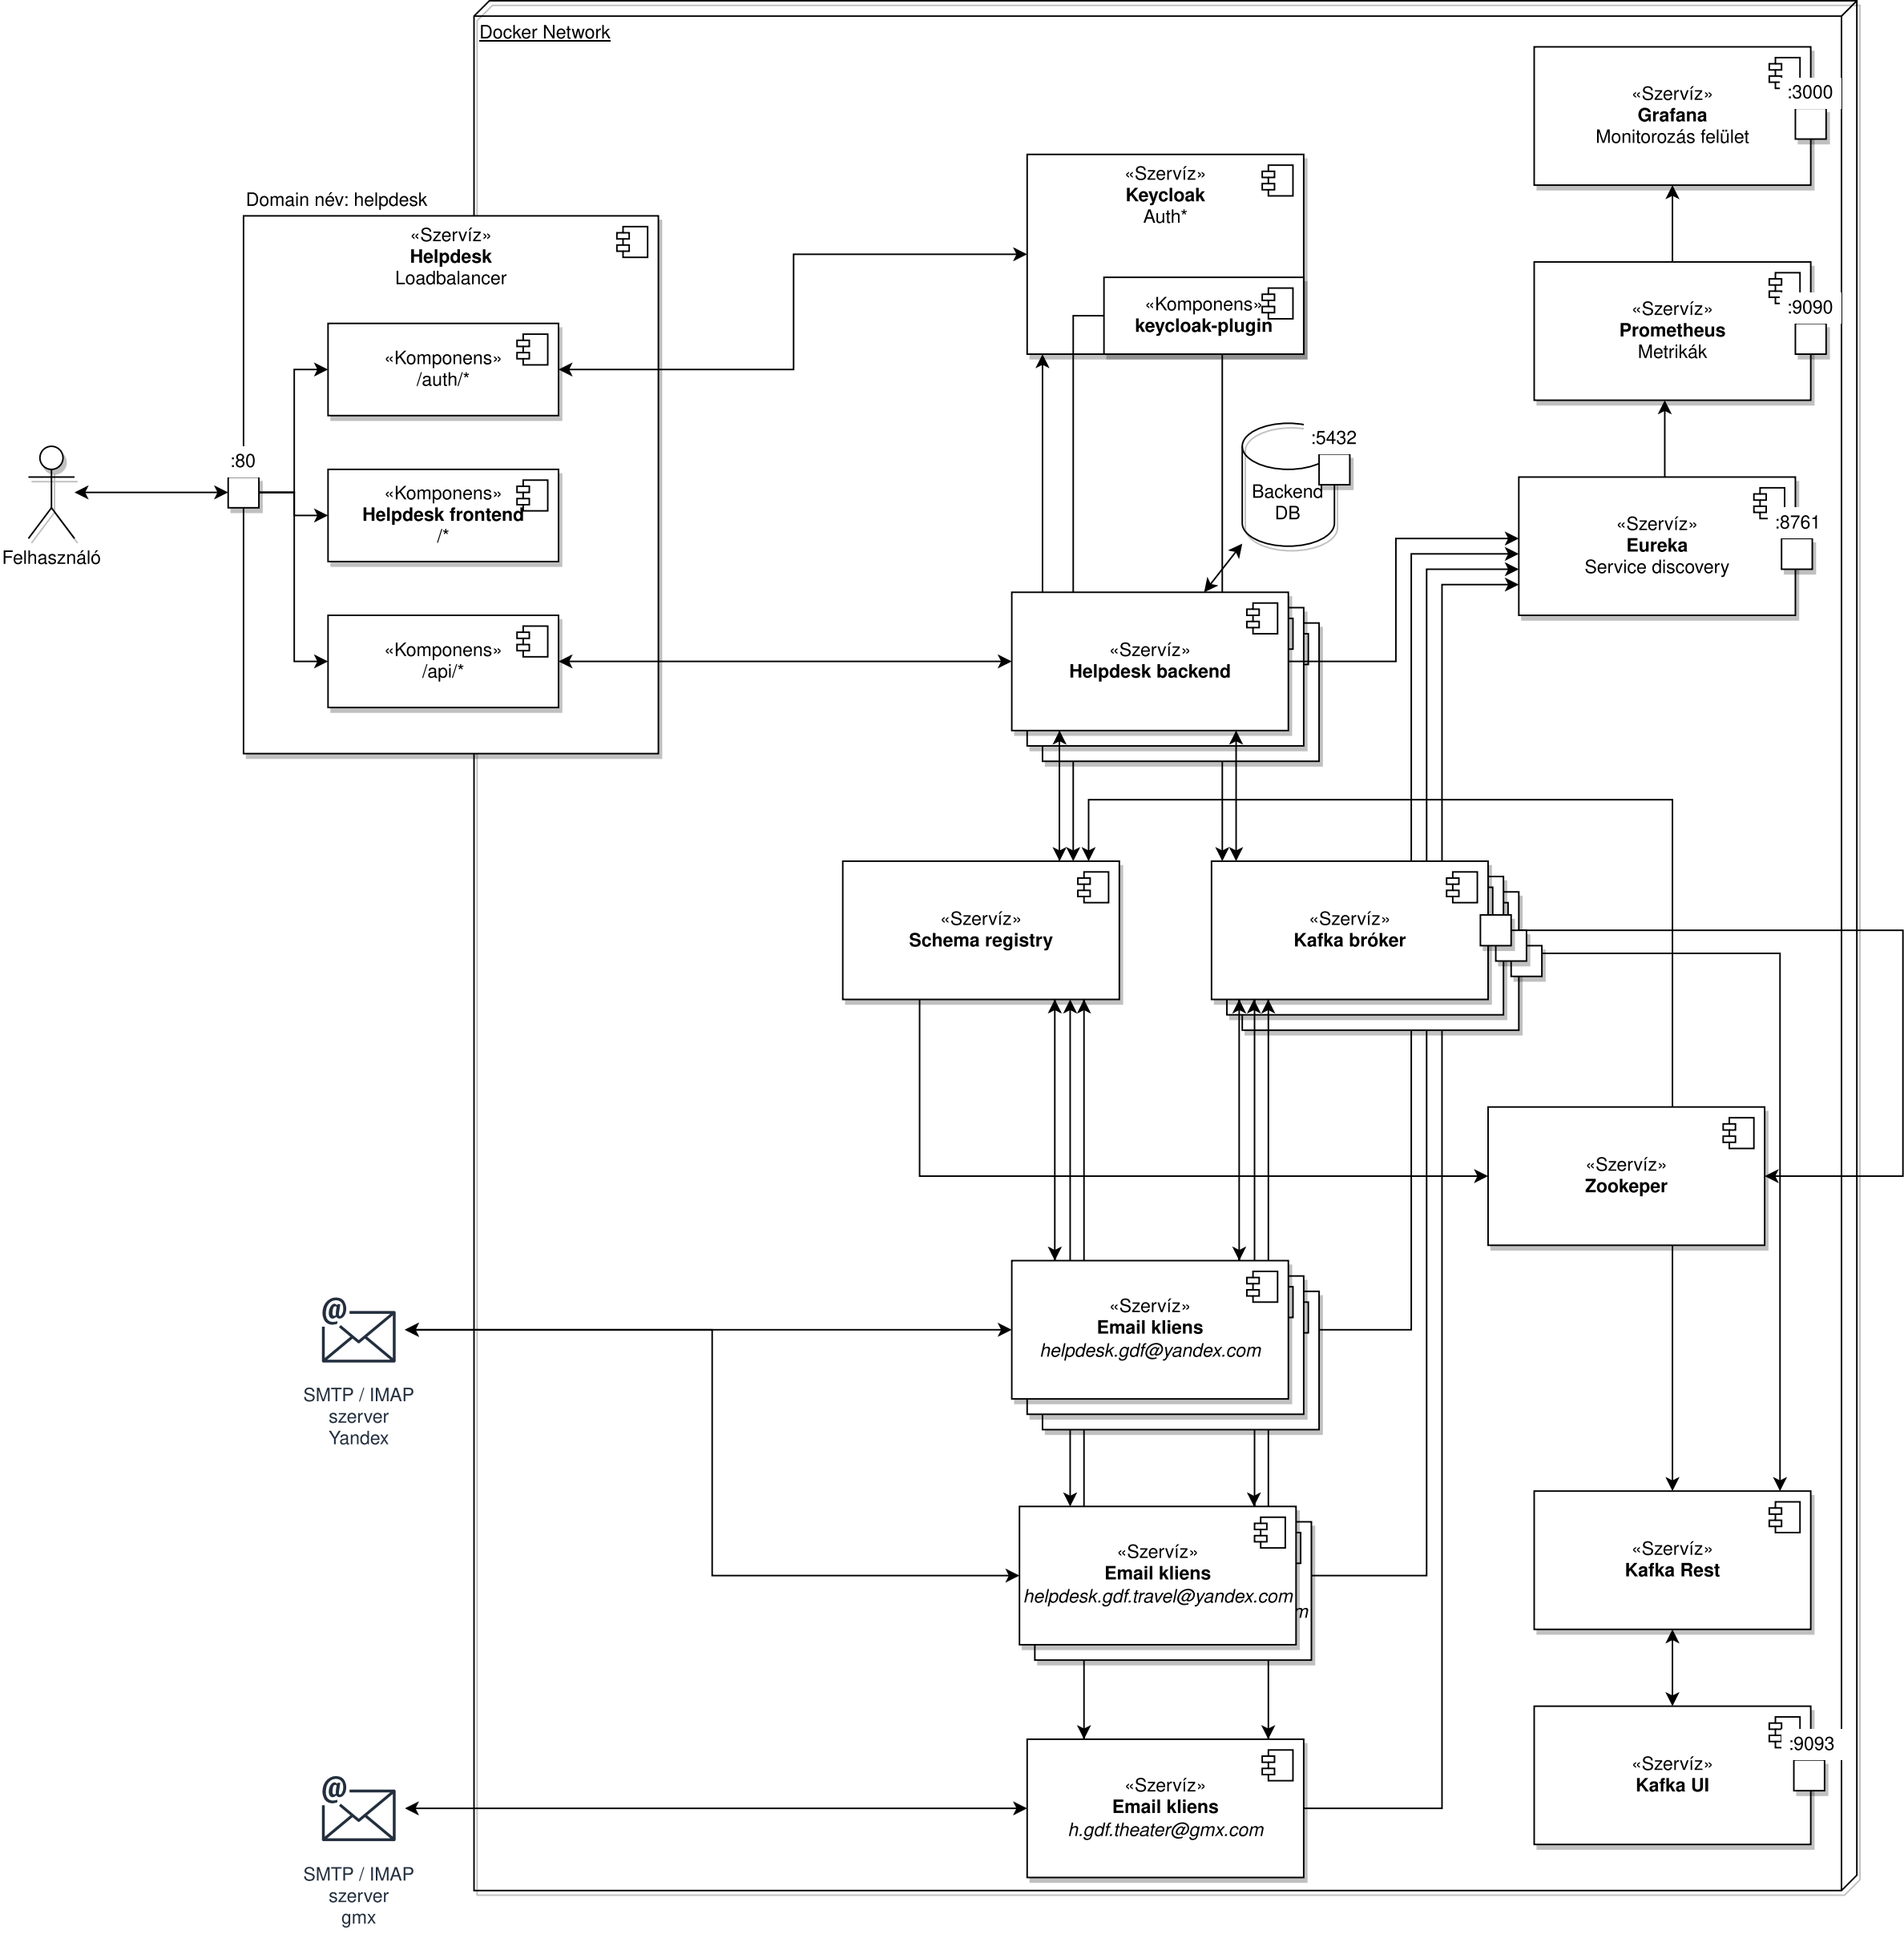 Docker Network
«Szervíz»
Grafana
Monitorozás felület
:3000
«Szervíz»
Keycloak
Auth*
«Komponens»
keycloak-plugin
Domain név: helpdesk
«Szervíz»
Helpdesk
Loadbalancer
«Komponens»
/auth/*
«Szervíz»
Prometheus
Metrikák
:9090
:80
«Komponens»
Helpdesk frontend
/*
Felhasználó
:5432
Backend
DB
«Szervíz»
Eureka
Service discovery
:8761
«Komponens»
/api/*
«Szervíz»
Helpdesk backend
«Szervíz»
Schema registry
«Szervíz»
Kafka bróker
«Szervíz»
Zookeper
«Szervíz»
Email kliens
helpdesk.gdf@yandex.com
@
SMTP / IMAP
szerver
Yandex
«Szervíz»
Email kliens
helpdesk.gdf.travel@yandex.com
m
«Szervíz»
Kafka Rest
«Szervíz»
Kafka UI
:9093
«Szervíz»
Email kliens
h.gdf.theater@gmx.com
@
SMTP / IMAP
szerver
gmx